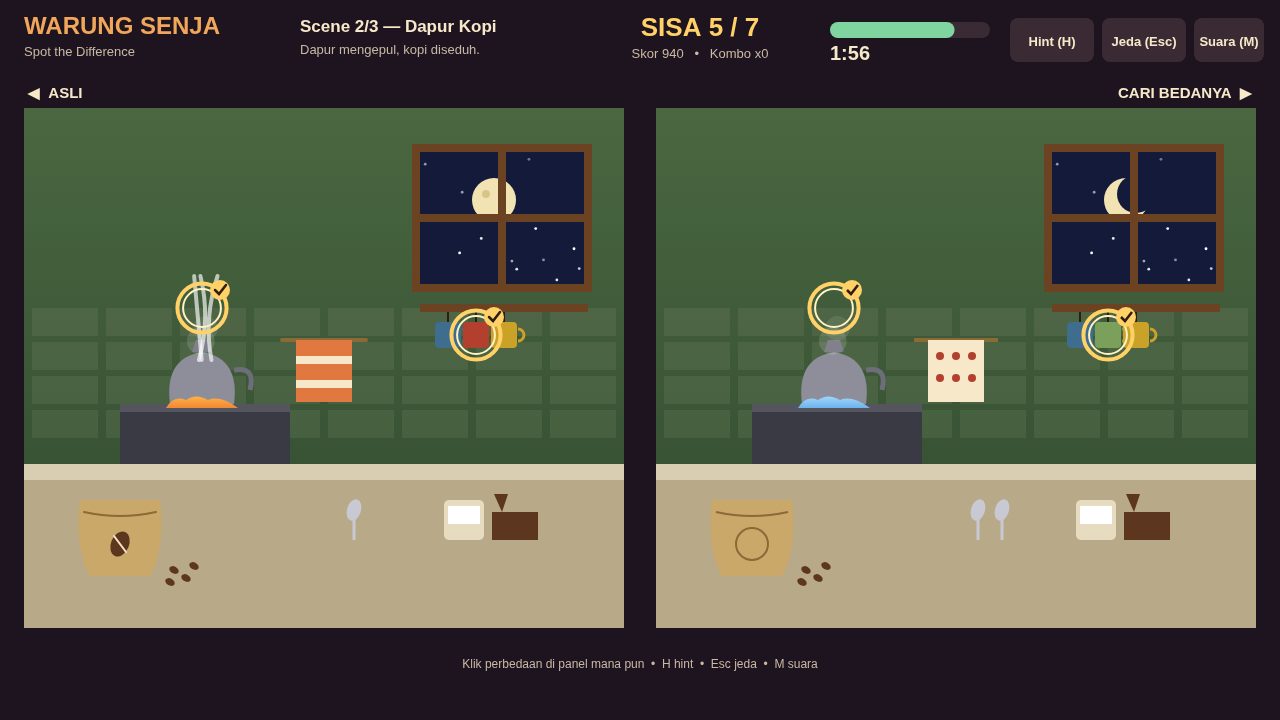 WARUNG SENJA
Spot the Difference
Scene 2/3 — Dapur Kopi
Dapur mengepul, kopi diseduh.
SISA 5 / 7
Skor 940 • Kombo x0
1:56
Hint (H)
Jeda (Esc)
Suara (M)
◀ ASLI
CARI BEDANYA ▶
Klik perbedaan di panel mana pun • H hint • Esc jeda • M suara